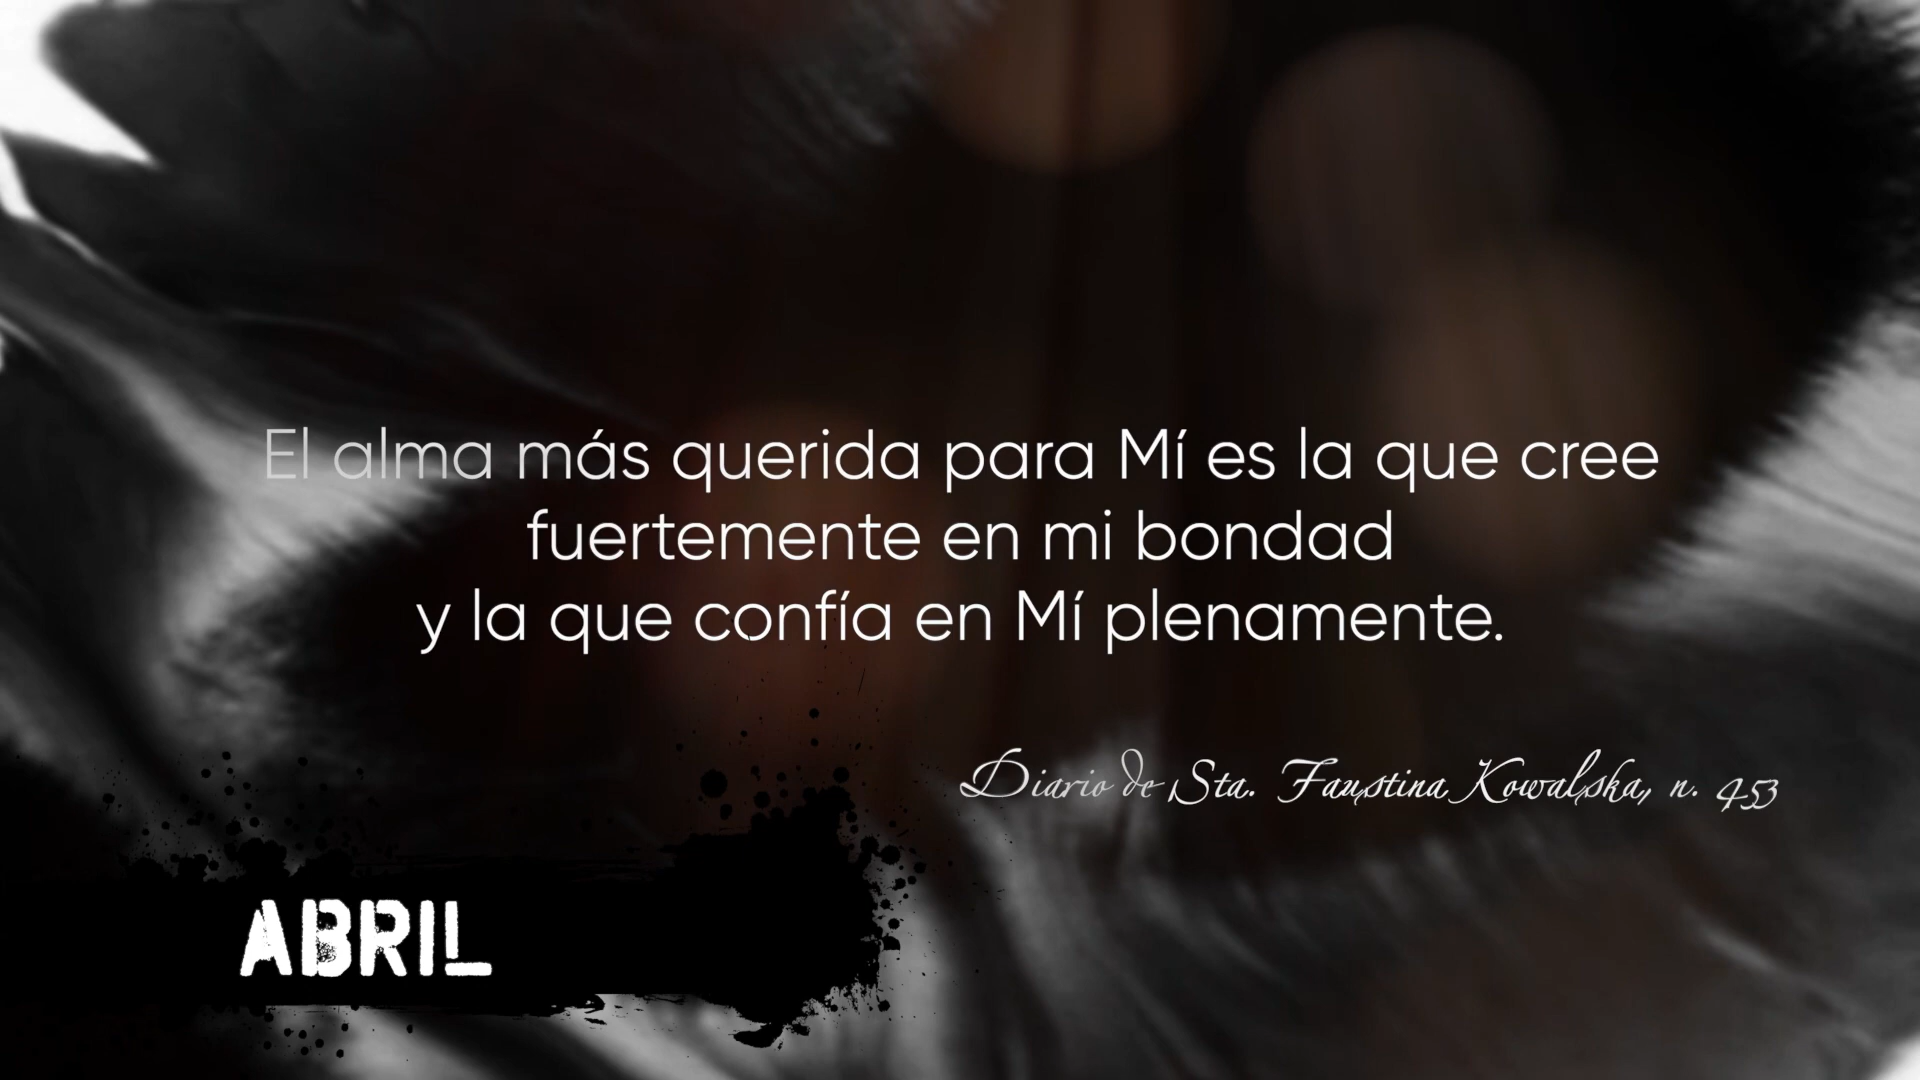 El alma más querida para Mí es la que cree
fuertemente en mi bondad
y la que confía en Mí plenamente.
Diario de Sta. Faustina Kowalska, n. 453
ABRIL